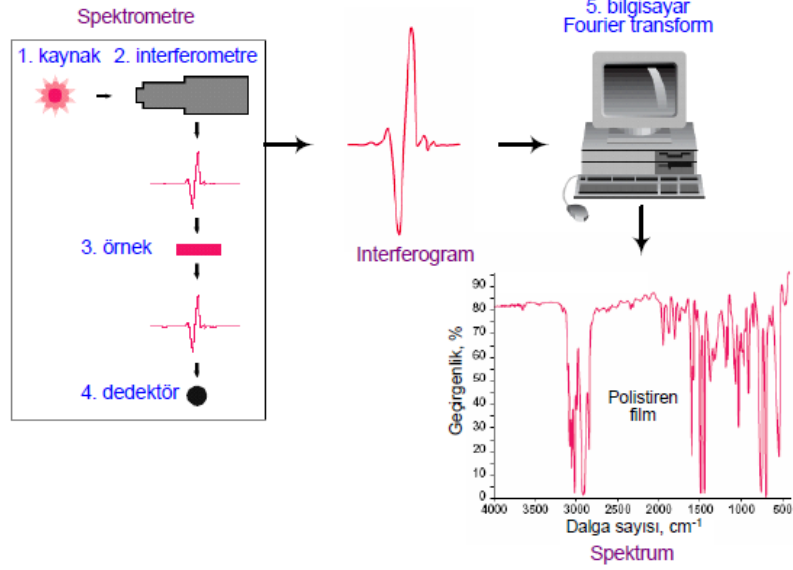 Spektrometre
1. kaynak 2. interferometre
3. örnek
4. dedektör
Interferogram
5. bilgisayar
Fourier transform
90
80
70
60
50
40
30
20
10
0
Geçirgenlik, %
Polistiren
film
4000 3500 3000 2500 2000 1500 1000 500
Dalga sayısı, cm⁻¹
Spektrum